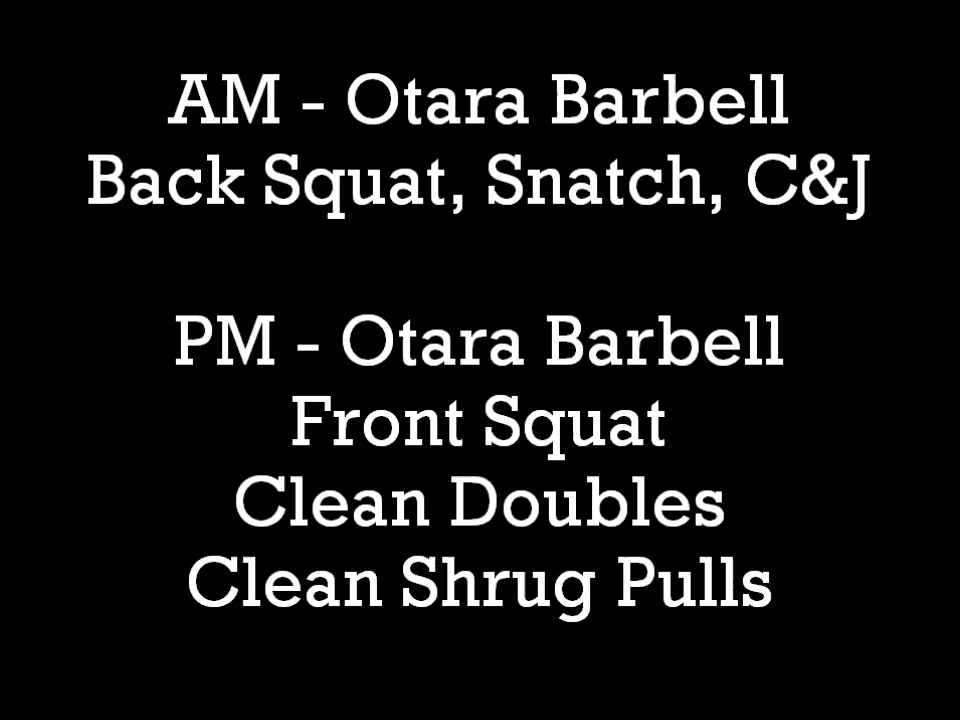 AM - Otara Barbell
Back Squat, Snatch, C&J
PM - Otara Barbell
Front Squat
Clean Doubles
Clean Shrug Pulls